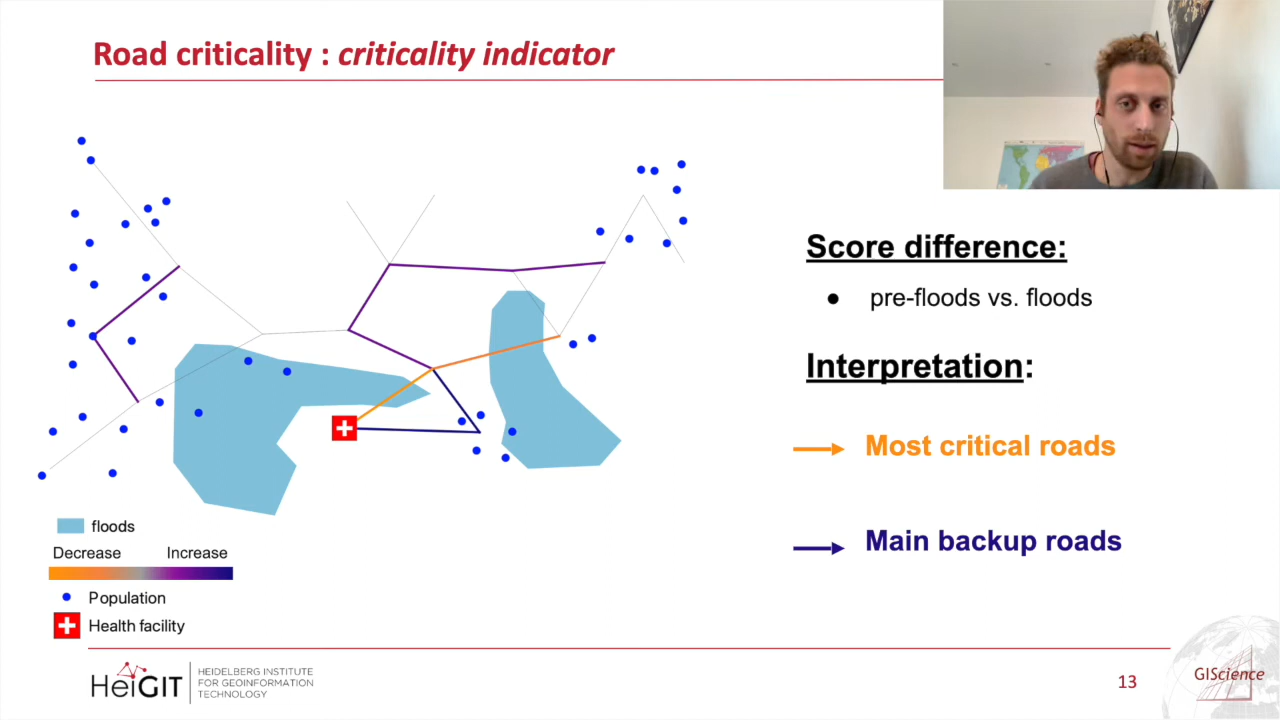 Road criticality : criticality indicator
Score difference:
● pre-floods vs. floods
Interpretation:
Most critical roads
Main backup roads
floods
Decrease Increase
Population
Health facility
HeiGIT
HEIDELBERG INSTITUTE
FOR GEOINFORMATION
TECHNOLOGY
13
GIScience